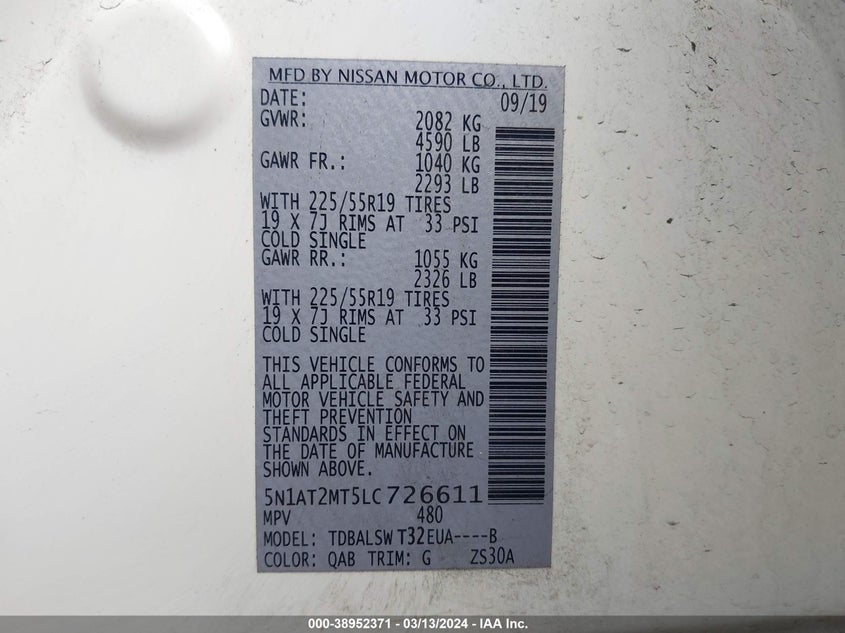 MFD BY NISSAN MOTOR CO., LTD.
DATE: 09/19
GVWR: 2082 KG
4590 LB
GAWR FR.: 1040 KG
2293 LB
WITH 225/55R19 TIRES
19 X 7J RIMS AT 33 PSI
COLD SINGLE
GAWR RR.: 1055 KG
2326 LB
WITH 225/55R19 TIRES
19 X 7J RIMS AT 33 PSI
COLD SINGLE
THIS VEHICLE CONFORMS TO
ALL APPLICABLE FEDERAL
MOTOR VEHICLE SAFETY AND
THEFT PREVENTION
STANDARDS IN EFFECT ON
THE DATE OF MANUFACTURE
SHOWN ABOVE.
5N1AT2MT5LC726611
MPV 480
MODEL: TDBALSW T32EUA----B
COLOR: QAB TRIM: G ZS30A
000-38952371 - 03/13/2024 - IAA Inc.